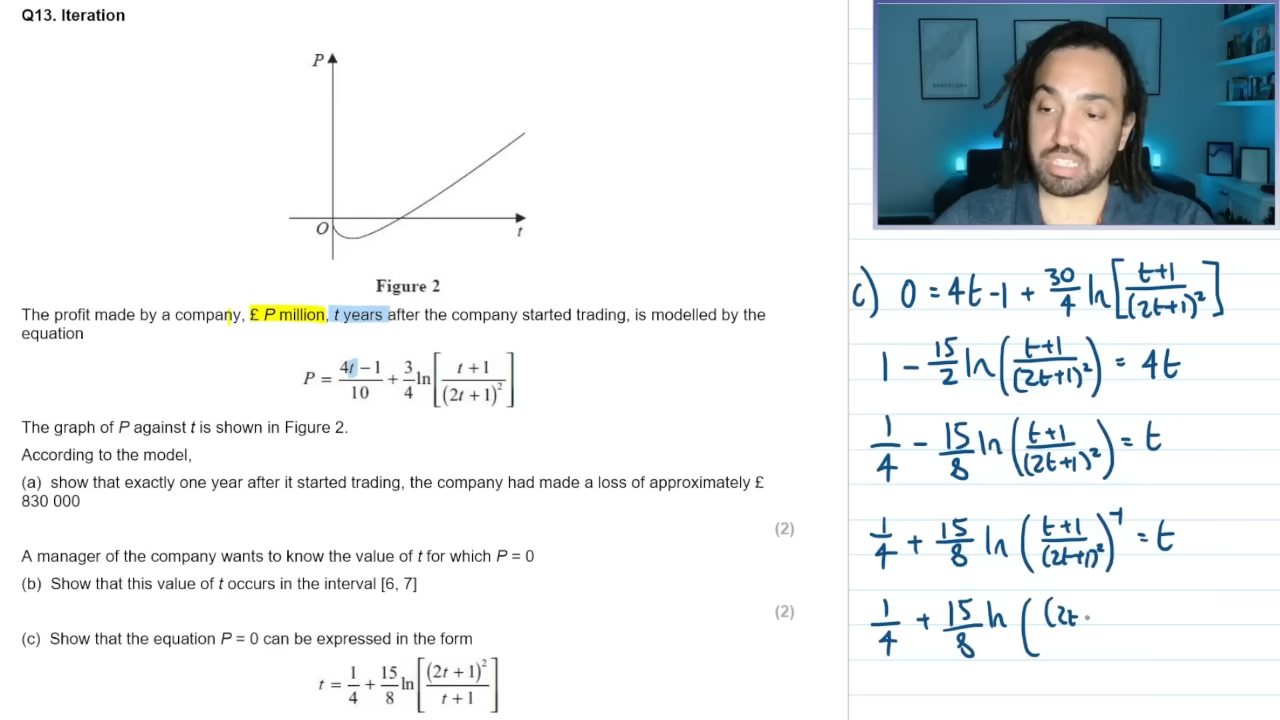 Q13. Iteration
P
O
t
Figure 2
The profit made by a company, £ P million, t years after the company started trading, is modelled by the
equation
P = (4t − 1)/10 + 3/4 ln[(t + 1)/(2t + 1)²]
The graph of P against t is shown in Figure 2.
According to the model,
(a) show that exactly one year after it started trading, the company had made a loss of approximately £
830 000
(2)
A manager of the company wants to know the value of t for which P = 0
(b) Show that this value of t occurs in the interval [6, 7]
(2)
(c) Show that the equation P = 0 can be expressed in the form
t = 1/4 + 15/8 ln[(2t + 1)²/(t + 1)]
BARCELONA
c) 0 = 4t − 1 + 30/4 ln[(t+1)/(2t+1)²]
1 − 15/2 ln((t+1)/(2t+1)²) = 4t
1/4 − 15/8 ln((t+1)/(2t+1)²) = t
1/4 + 15/8 ln((t+1)/(2t+1)²)⁻¹ = t
1/4 + 15/8 ln((2t